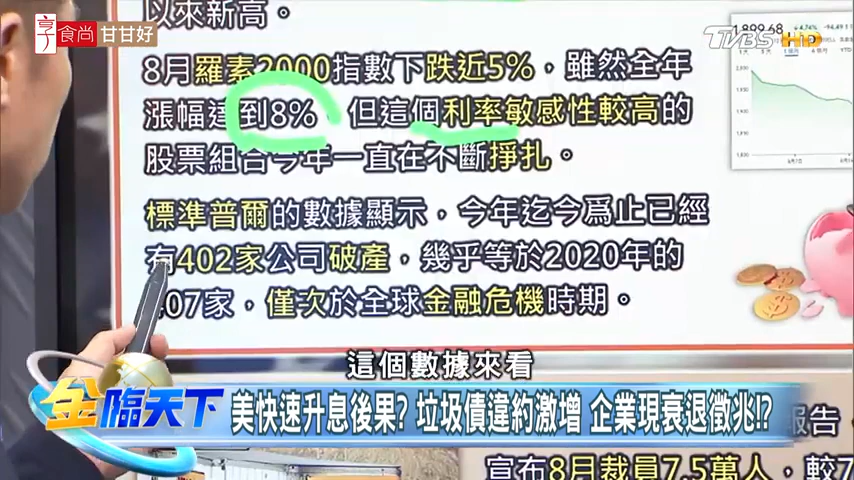 亨食尚 甘甘好
TVBS HD
以來新高。
8月羅素2000指數下跌近5%，雖然全年
漲幅達到8%，但這個利率敏感性較高的
股票組合今年一直在不斷掙扎。
標準普爾的數據顯示，今年迄今爲止已經
有402家公司破產，幾乎等於2020年的
07家，僅次於全球金融危機時期。
1,899.68
這個數據來看
金臨天下
美快速升息後果? 垃圾債違約激增 企業現衰退徵兆!?
報告，
宣布8月裁員7.5萬人，較7